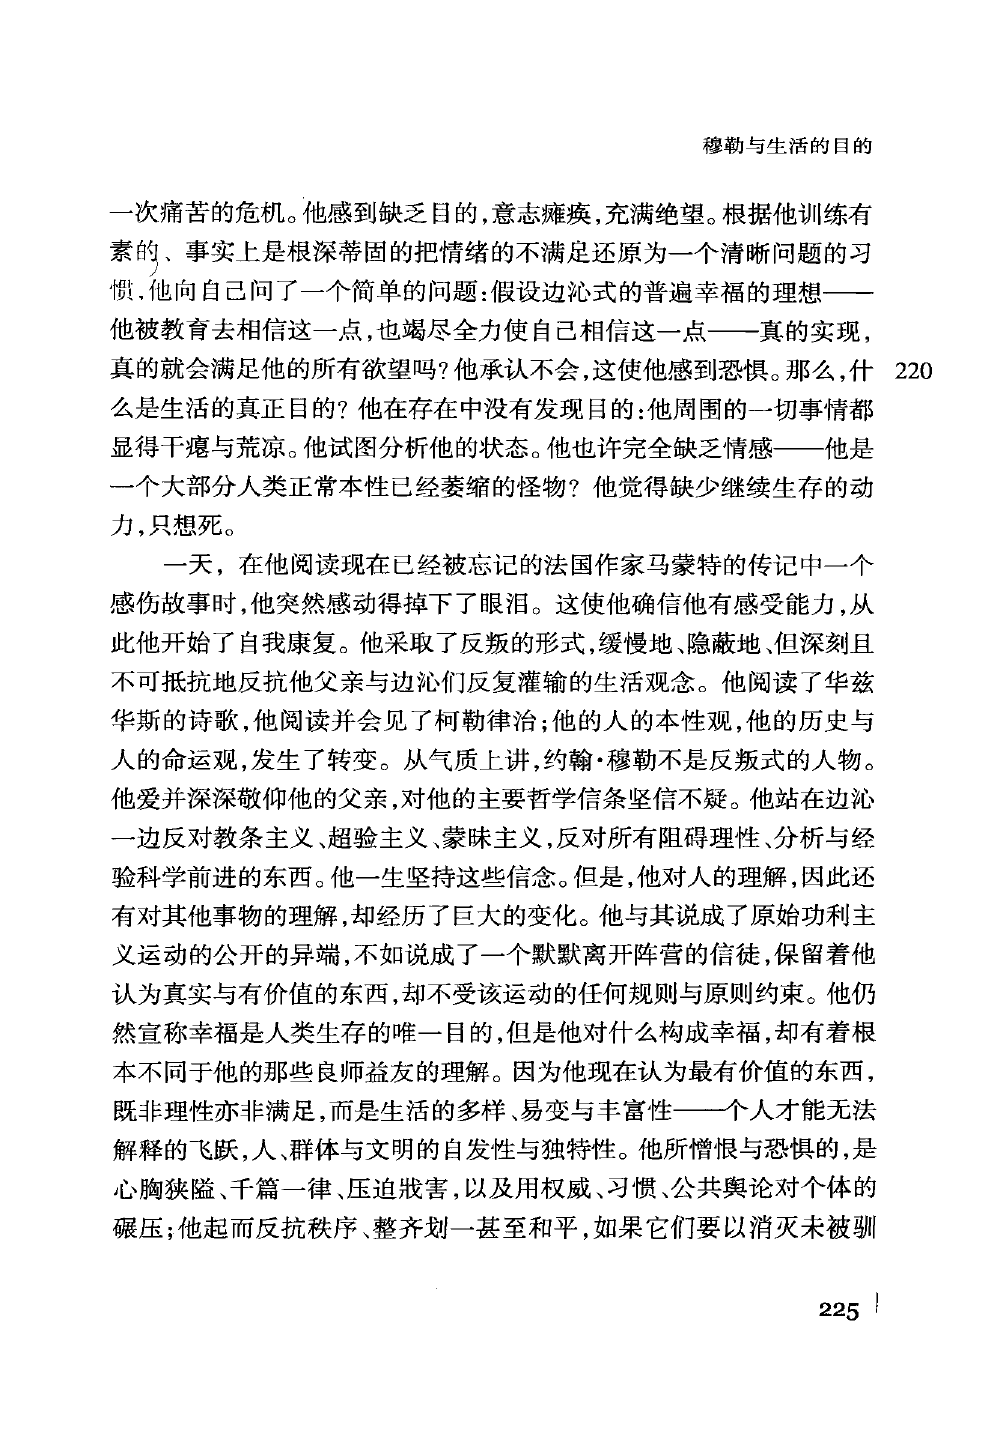 穆勒与生活的目的
一次痛苦的危机。他感到缺乏目的,意志瘫痪,充满绝望。根据他训练有
素的、事实上是根深蒂固的把情绪的不满足还原为一个清晰问题的习
惯,他向自己问了一个简单的问题:假设边沁式的普遍幸福的理想——
他被教育去相信这一点,也竭尽全力使自己相信这一点——真的实现,
真的就会满足他的所有欲望吗?他承认不会,这使他感到恐惧。那么,什 220
么是生活的真正目的? 他在存在中没有发现目的:他周围的一切事情都
显得干瘪与荒凉。他试图分析他的状态。他也许完全缺乏情感——他是
一个大部分人类正常本性已经萎缩的怪物? 他觉得缺少继续生存的动
力,只想死。
一天, 在他阅读现在已经被忘记的法国作家马蒙特的传记中一个
感伤故事时,他突然感动得掉下了眼泪。这使他确信他有感受能力,从
此他开始了自我康复。他采取了反叛的形式,缓慢地、隐蔽地、但深刻且
不可抵抗地反抗他父亲与边沁们反复灌输的生活观念。他阅读了华兹
华斯的诗歌,他阅读并会见了柯勒律治;他的人的本性观,他的历史与
人的命运观,发生了转变。从气质上讲,约翰·穆勒不是反叛式的人物。
他爱并深深敬仰他的父亲,对他的主要哲学信条坚信不疑。他站在边沁
一边反对教条主义、超验主义、蒙昧主义,反对所有阻碍理性、分析与经
验科学前进的东西。他一生坚持这些信念。但是,他对人的理解,因此还
有对其他事物的理解,却经历了巨大的变化。他与其说成了原始功利主
义运动的公开的异端,不如说成了一个默默离开阵营的信徒,保留着他
认为真实与有价值的东西,却不受该运动的任何规则与原则约束。他仍
然宣称幸福是人类生存的唯一目的,但是他对什么构成幸福,却有着根
本不同于他的那些良师益友的理解。因为他现在认为最有价值的东西,
既非理性亦非满足,而是生活的多样、易变与丰富性——个人才能无法
解释的飞跃,人、群体与文明的自发性与独特性。他所憎恨与恐惧的,是
心胸狭隘、千篇一律、压迫戕害,以及用权威、习惯、公共舆论对个体的
碾压;他起而反抗秩序、整齐划一甚至和平,如果它们要以消灭未被驯
225